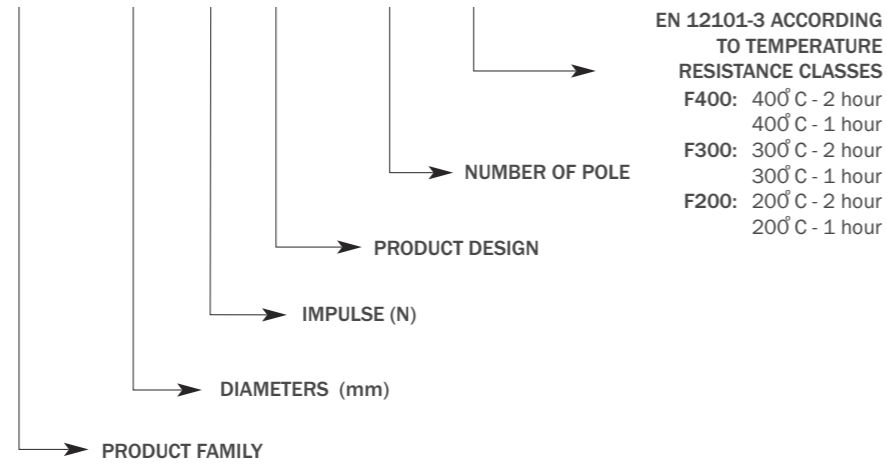 EN 12101-3 ACCORDING
TO TEMPERATURE
RESISTANCE CLASSES
F400: 400° C - 2 hour
400° C - 1 hour
F300: 300° C - 2 hour
300° C - 1 hour
F200: 200° C - 2 hour
200° C - 1 hour
NUMBER OF POLE
PRODUCT DESIGN
IMPULSE (N)
DIAMETERS (mm)
PRODUCT FAMILY